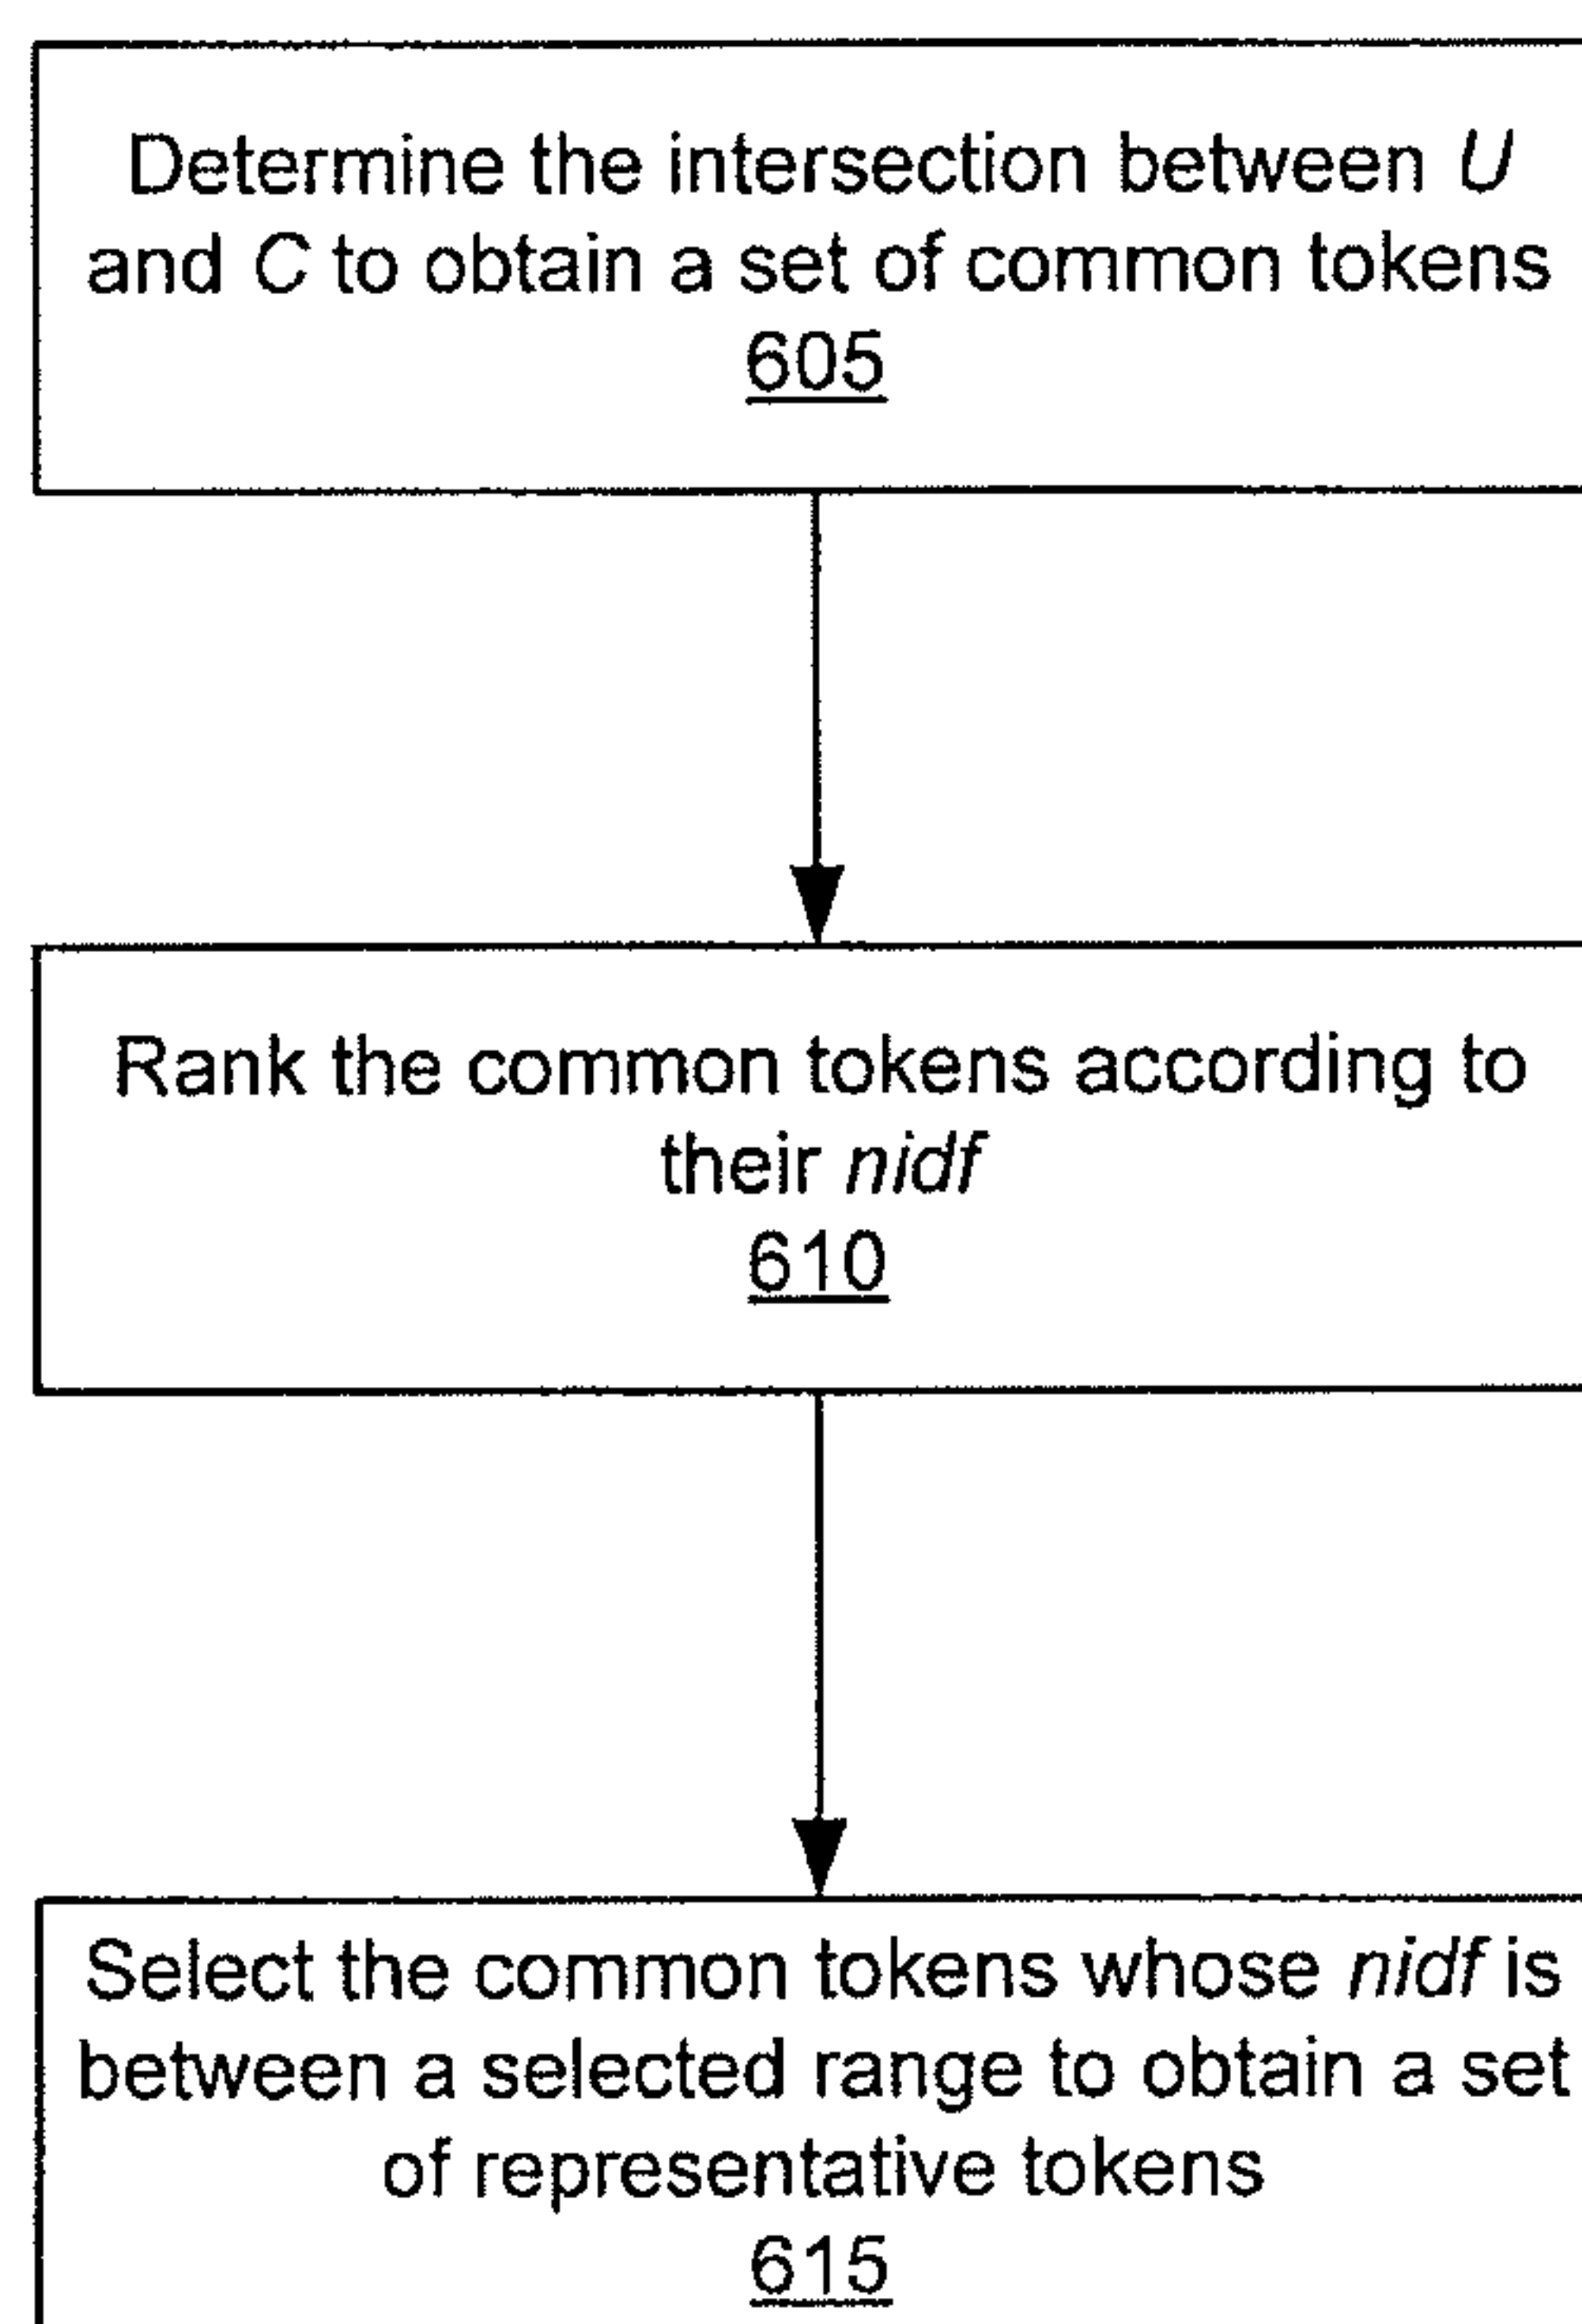 Determine the intersection between U
and C to obtain a set of common tokens
605
Rank the common tokens according to
their nidf
610
Select the common tokens whose nidf is
between a selected range to obtain a set
of representative tokens
615